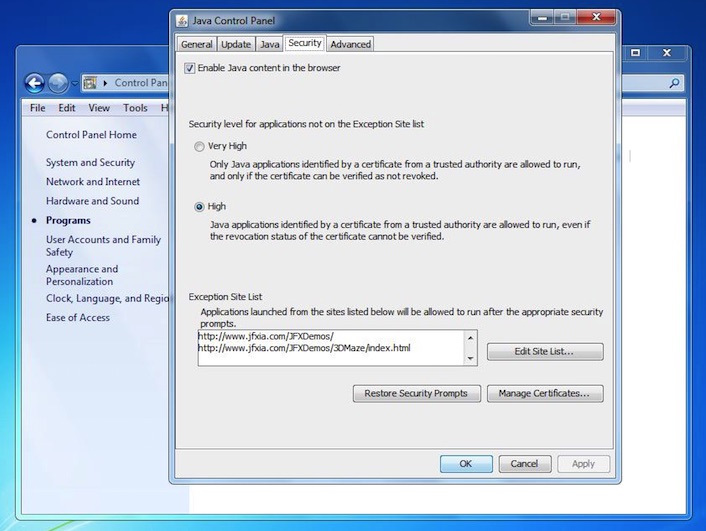 Java Control Panel
General Update Java Security Advanced
Enable Java content in the browser
Security level for applications not on the Exception Site list
Very High
Only Java applications identified by a certificate from a trusted authority are allowed to run,
and only if the certificate can be verified as not revoked.
High
Java applications identified by a certificate from a trusted authority are allowed to run, even if
the revocation status of the certificate cannot be verified.
Exception Site List
Applications launched from the sites listed below will be allowed to run after the appropriate security
prompts.
http://www.jfxia.com/JFXDemos/
http://www.jfxia.com/JFXDemos/3DMaze/index.html
Edit Site List...
Restore Security Prompts Manage Certificates...
OK Cancel Apply
Control Pan
File Edit View Tools H
Control Panel Home
System and Security
Network and Internet
Hardware and Sound
Programs
User Accounts and Family
Safety
Appearance and
Personalization
Clock, Language, and Regio
Ease of Access